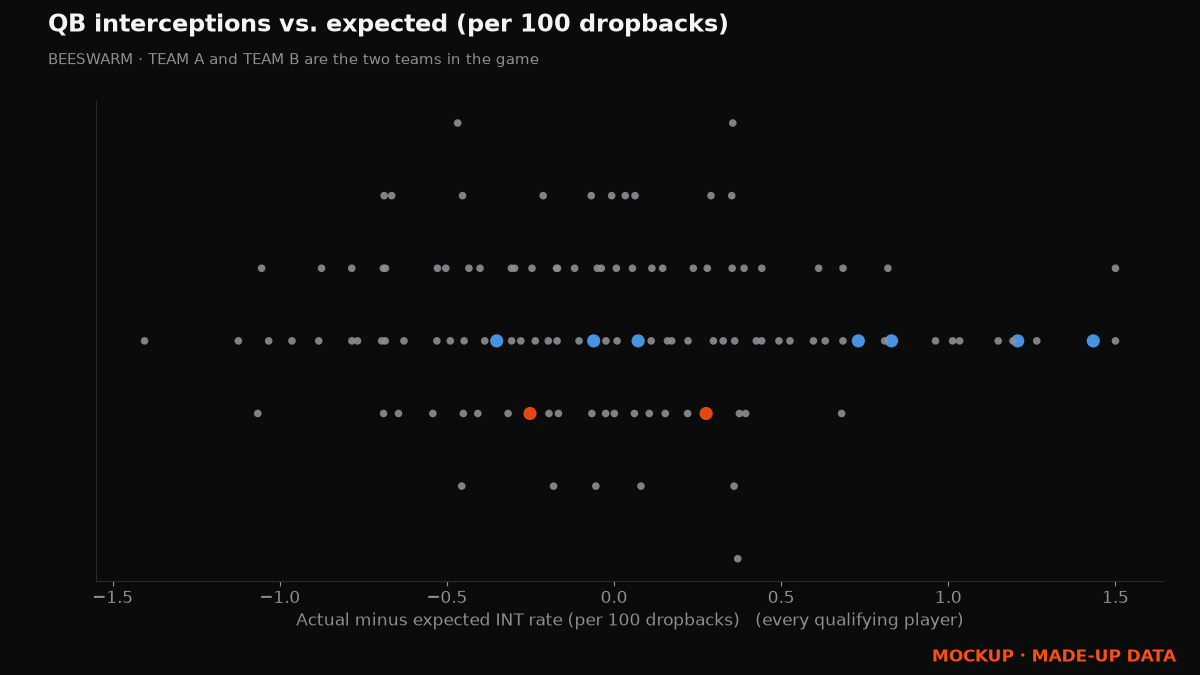 QB interceptions vs. expected (per 100 dropbacks)
BEESWARM · TEAM A and TEAM B are the two teams in the game
−1.5 −1.0 −0.5 0.0 0.5 1.0 1.5
Actual minus expected INT rate (per 100 dropbacks) (every qualifying player)
MOCKUP · MADE-UP DATA